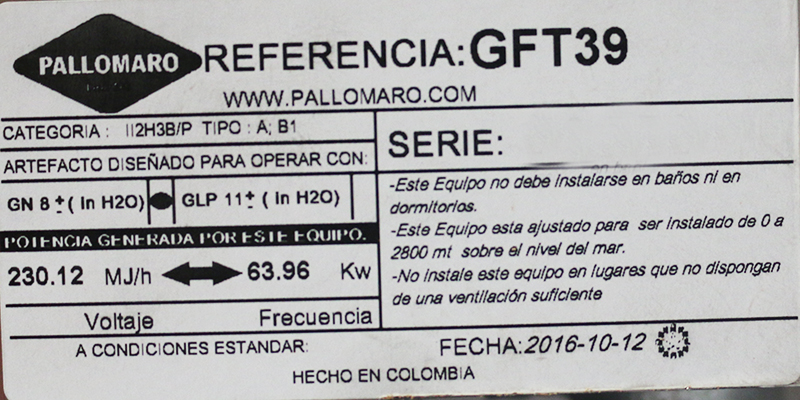 PALLOMARO REFERENCIA:GFT39
WWW.PALLOMARO.COM
CATEGORIA : II2H3B/P TIPO : A; B1
ARTEFACTO DISEÑADO PARA OPERAR CON:
GN 8 ±( In H2O) GLP 11± ( In H2O)
POTENCIA GENERADA POR ESTE EQUIPO.
230.12 MJ/h 63.96 Kw
Voltaje Frecuencia
SERIE:
-Este Equipo no debe instalarse en baños ni en
dormitorios.
-Este Equipo esta ajustado para ser instalado de 0 a
2800 mt sobre el nivel del mar.
-No instale este equipo en lugares que no dispongan
de una ventilación suficiente
A CONDICIONES ESTANDAR:
FECHA:2016-10-12
HECHO EN COLOMBIA